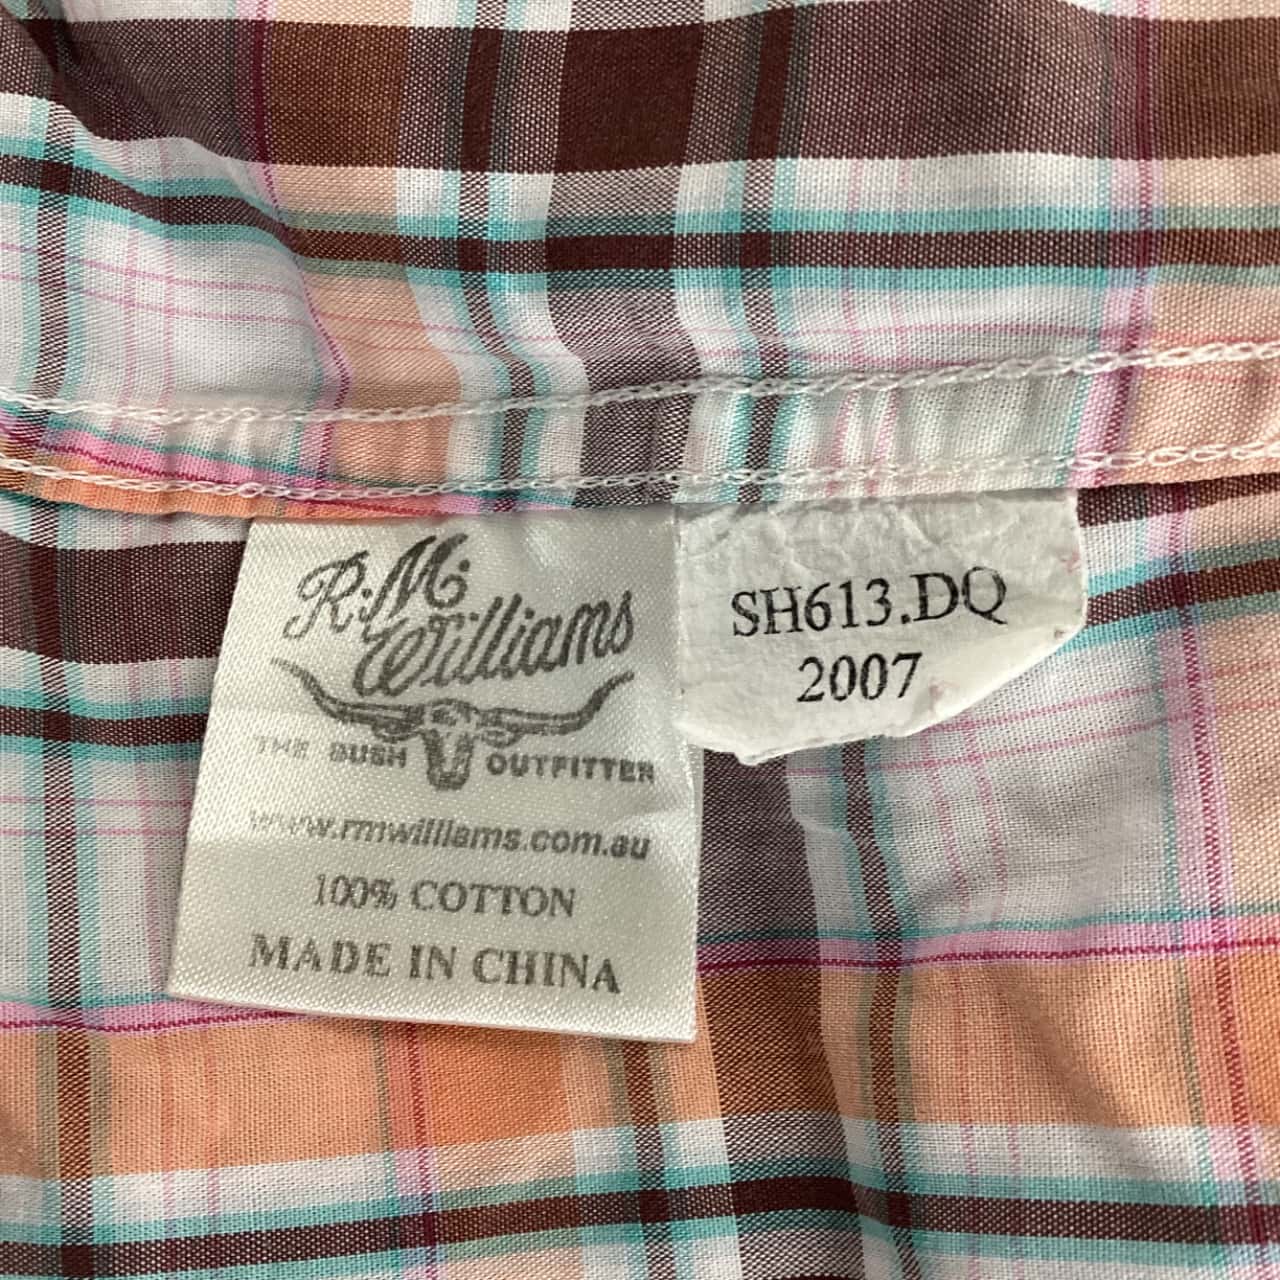 R.M.
Williams
THE BUSH OUTFITTER
www.rmwilliams.com.au
100% COTTON
MADE IN CHINA
SH613.DQ
2007